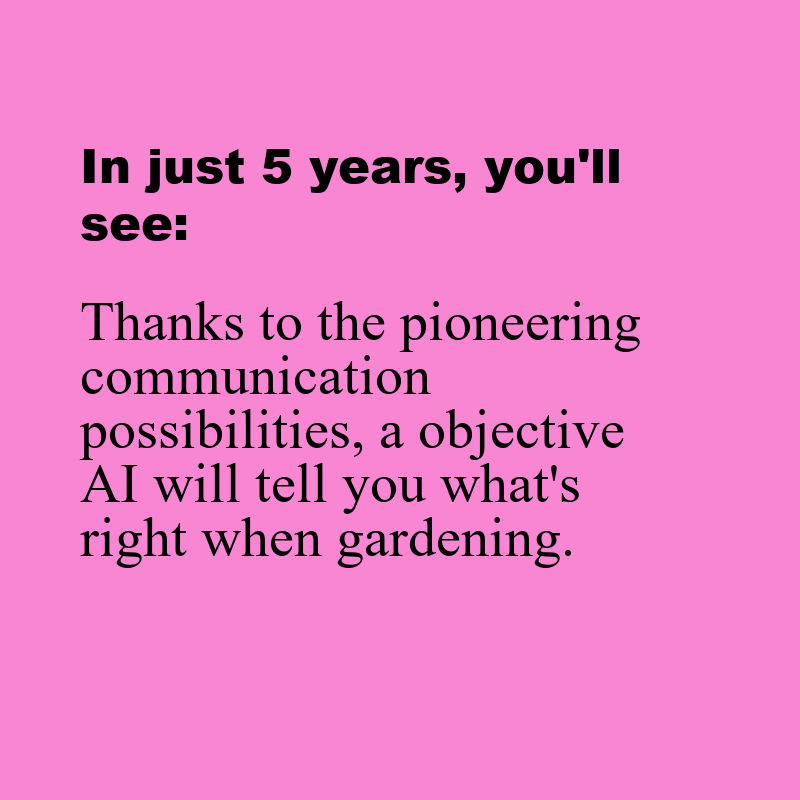 In just 5 years, you'll
see:
Thanks to the pioneering
communication
possibilities, a objective
AI will tell you what's
right when gardening.